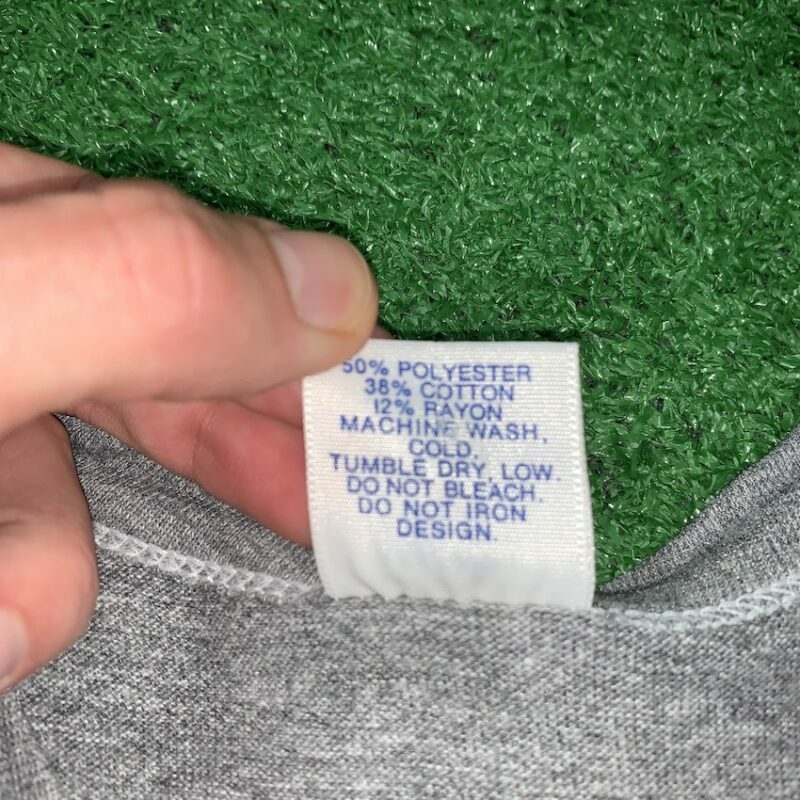 50% POLYESTER
38% COTTON
12% RAYON
MACHINE WASH,
COLD.
TUMBLE DRY, LOW.
DO NOT BLEACH.
DO NOT IRON
DESIGN.